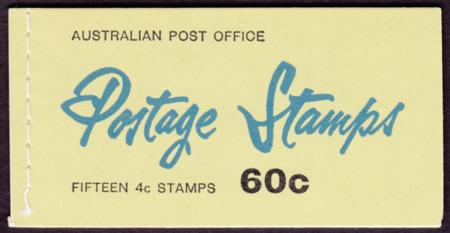 AUSTRALIAN POST OFFICE
Postage Stamps
FIFTEEN 4c STAMPS 60c